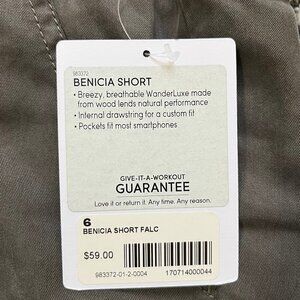 983372
BENICIA SHORT
• Breezy, breathable WanderLuxe made
from wood lends natural performance
• Internal drawstring for a custom fit
• Pockets fit most smartphones
GIVE-IT-A-WORKOUT
GUARANTEE
Love it or return it. Any time. Any reason.
6
BENICIA SHORT FALC
$59.00
983372-01-2-0004
170714000044